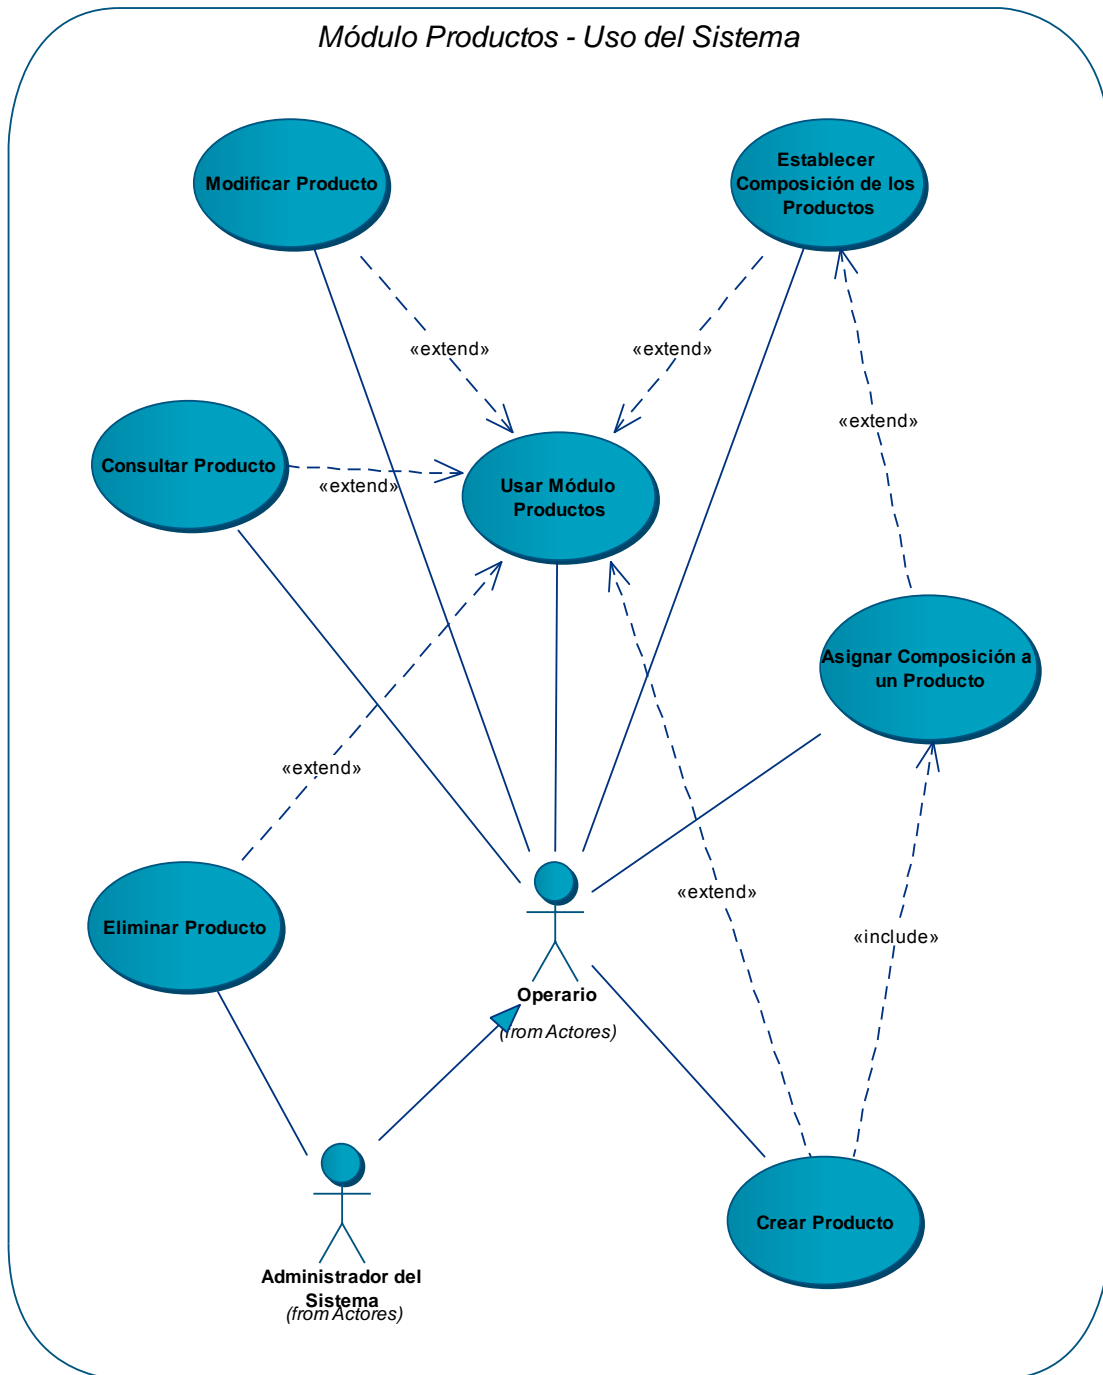 Módulo Productos - Uso del Sistema
Modificar Producto
Establecer
Composición de los
Productos
«extend»
«extend»
«extend»
Consultar Producto
«extend»
Usar Módulo
Productos
Asignar Composición a
un Producto
«extend»
«extend»
«include»
Eliminar Producto
Operario
(from Actores)
Crear Producto
Administrador del
Sistema
(from Actores)